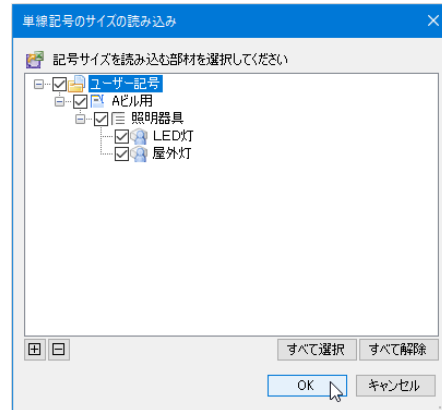 単線記号のサイズの読み込み
記号サイズを読み込む部材を選択してください
ユーザー記号
Aビル用
照明器具
LED灯
屋外灯
すべて選択 すべて解除
OK キャンセル